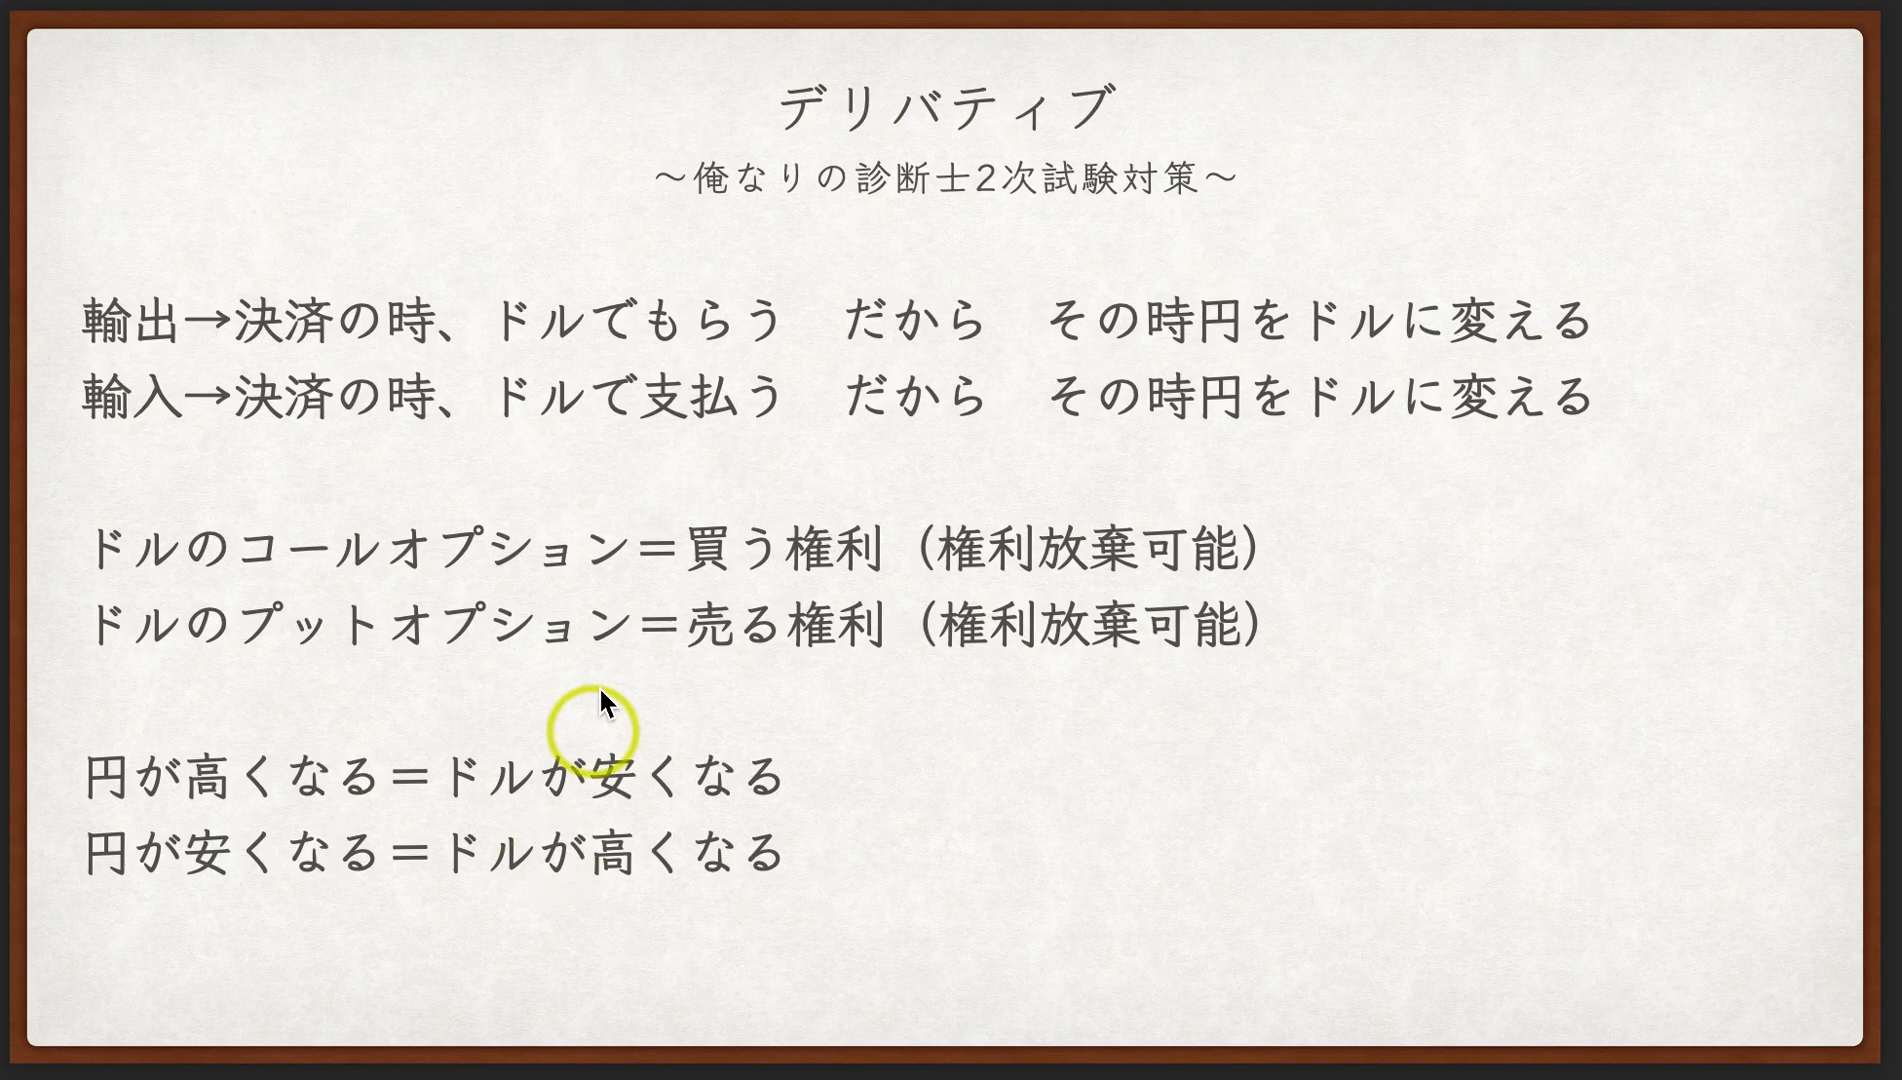 デリバティブ
〜俺なりの診断士2次試験対策〜
輸出→決済の時、ドルでもらう　だから　その時円をドルに変える
輸入→決済の時、ドルで支払う　だから　その時円をドルに変える
ドルのコールオプション＝買う権利（権利放棄可能）
ドルのプットオプション＝売る権利（権利放棄可能）
円が高くなる＝ドルが安くなる
円が安くなる＝ドルが高くなる